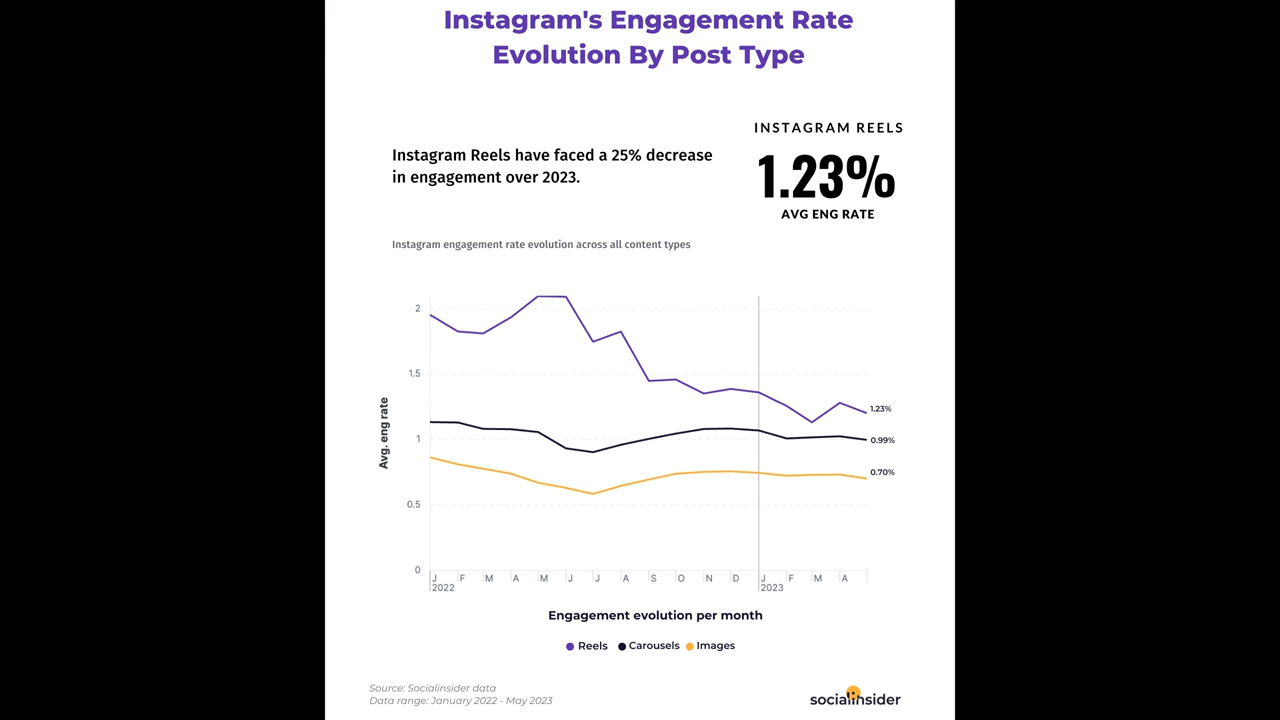 Instagram's Engagement Rate
Evolution By Post Type
INSTAGRAM REELS
Instagram Reels have faced a 25% decrease
in engagement over 2023.
1.23%
AVG ENG RATE
Instagram engagement rate evolution across all content types
2
1.5
1
0.5
0
Avg. eng rate
1.23%
0.99%
0.70%
J F M A M J J A S O N D J F M A
2022 2023
Engagement evolution per month
Reels Carousels Images
Source: Socialinsider data
Data range: January 2022 - May 2023
socialinsider